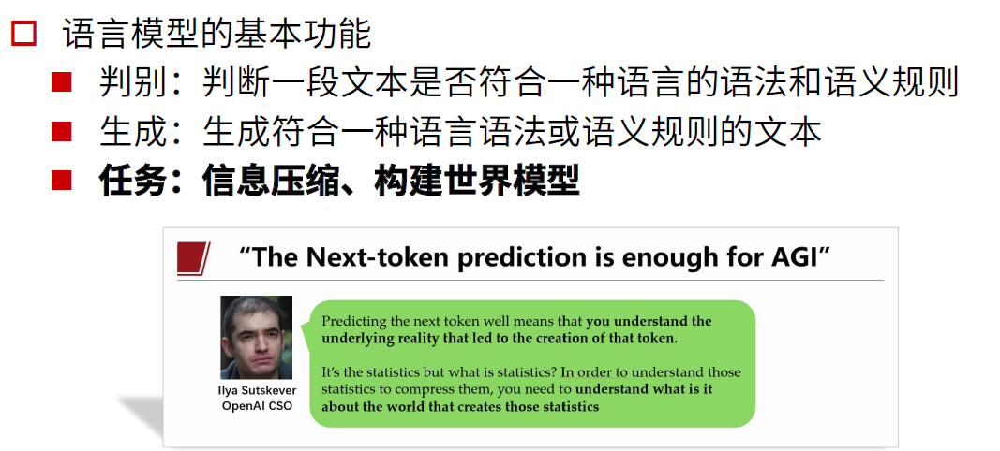 语言模型的基本功能
判别：判断一段文本是否符合一种语言的语法和语义规则
生成：生成符合一种语言语法或语义规则的文本
任务：信息压缩、构建世界模型
“The Next-token prediction is enough for AGI”
Predicting the next token well means that you understand the
underlying reality that led to the creation of that token.
It’s the statistics but what is statistics? In order to understand those
statistics to compress them, you need to understand what is it
about the world that creates those statistics
Ilya Sutskever
OpenAI CSO